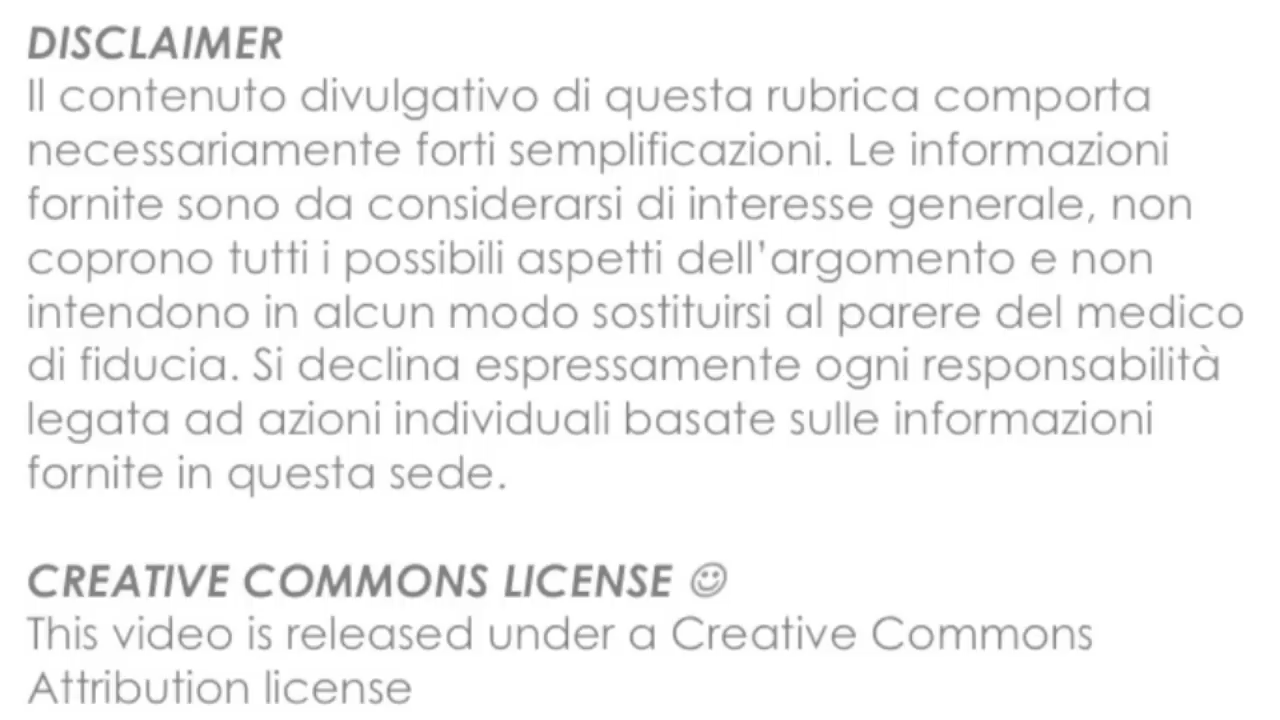 DISCLAIMER
Il contenuto divulgativo di questa rubrica comporta
necessariamente forti semplificazioni. Le informazioni
fornite sono da considerarsi di interesse generale, non
coprono tutti i possibili aspetti dell’argomento e non
intendono in alcun modo sostituirsi al parere del medico
di fiducia. Si declina espressamente ogni responsabilità
legata ad azioni individuali basate sulle informazioni
fornite in questa sede.
CREATIVE COMMONS LICENSE ☺
This video is released under a Creative Commons
Attribution license